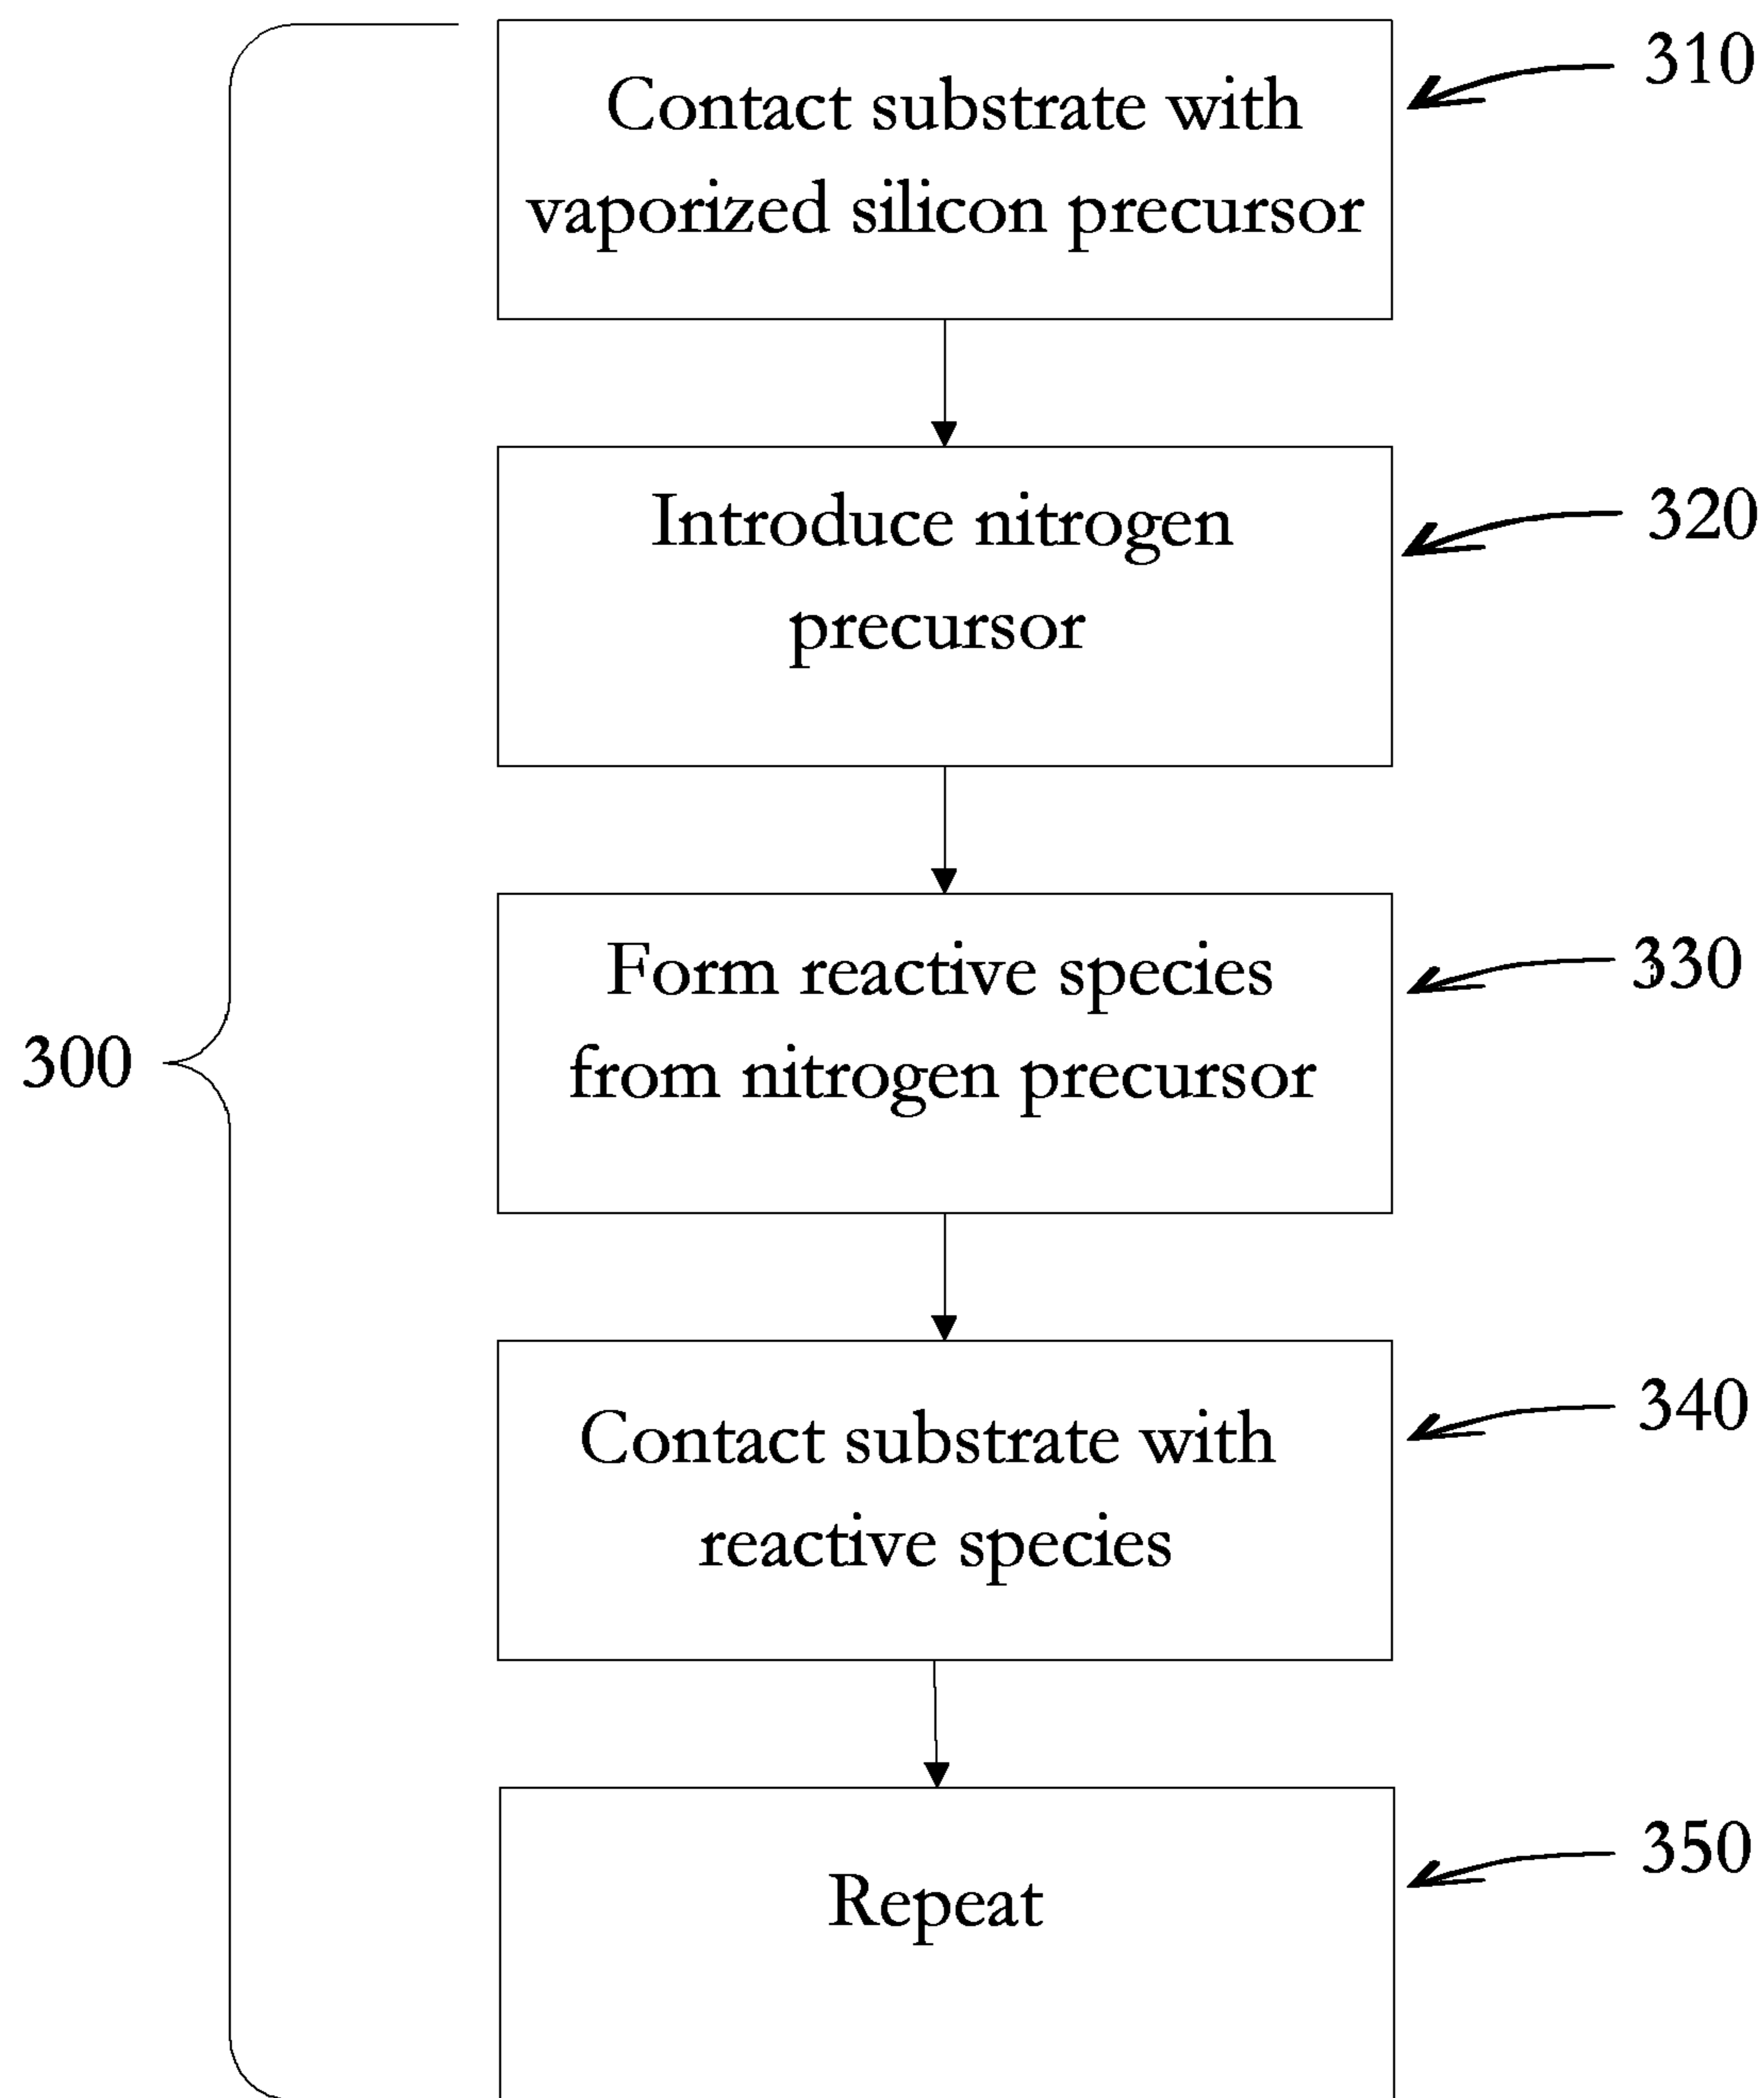 Contact substrate with
vaporized silicon precursor
310
Introduce nitrogen
precursor
320
Form reactive species
from nitrogen precursor
330
300
Contact substrate with
reactive species
340
Repeat
350